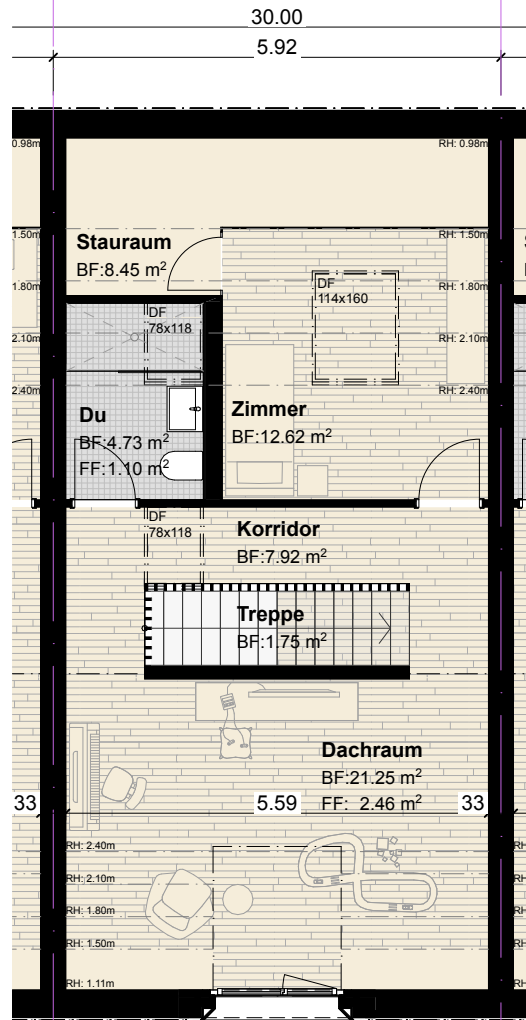 30.00
5.92
0.98m
RH: 0.98m
1.50m
RH: 1.50m
Stauraum
BF:8.45 m²
DF
114x160
1.80m
RH: 1.80m
DF
78x118
2.10m
RH: 2.10m
2.40m
RH: 2.40m
Du
BF:4.73 m²
FF:1.10 m²
Zimmer
BF:12.62 m²
DF
78x118
Korridor
BF:7.92 m²
Treppe
BF:1.75 m²
Dachraum
BF:21.25 m²
FF: 2.46 m²
33
5.59
33
RH: 2.40m
RH: 2.10m
RH: 1.80m
RH: 1.50m
RH: 1.11m